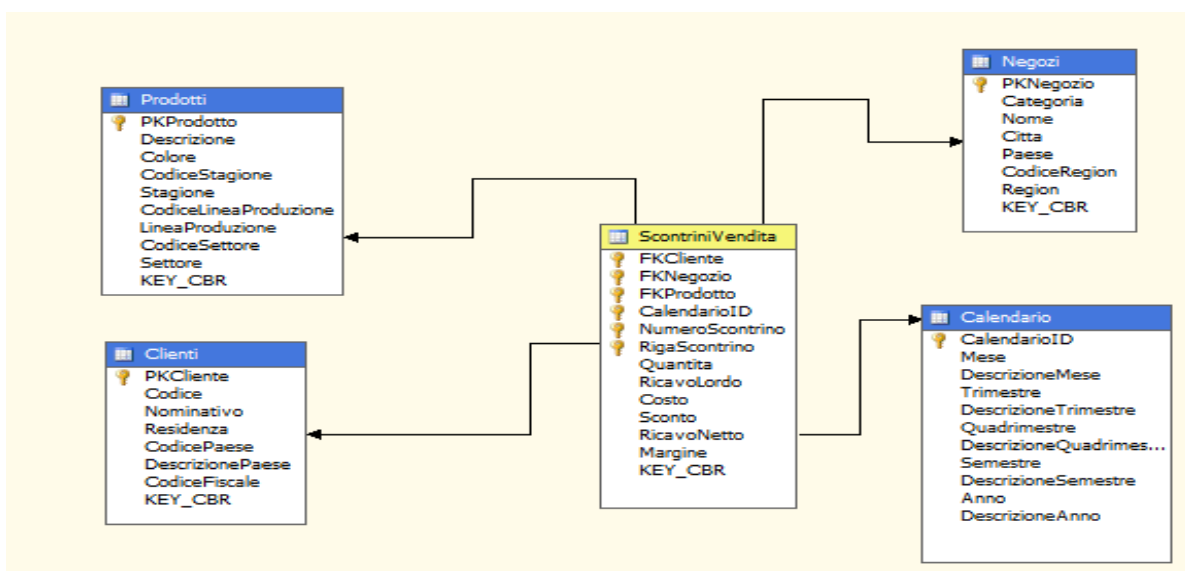 Prodotti
PKProdotto
Descrizione
Colore
CodiceStagione
Stagione
CodiceLineaProduzione
LineaProduzione
CodiceSettore
Settore
KEY_CBR
Clienti
PKCliente
Codice
Nominativo
Residenza
CodicePaese
DescrizionePaese
CodiceFiscale
KEY_CBR
ScontriniVendita
FKCliente
FKNegozio
FKProdotto
CalendarioID
NumeroScontrino
RigaScontrino
Quantita
RicavoLordo
Costo
Sconto
RicavoNetto
Margine
KEY_CBR
Negozi
PKNegozio
Categoria
Nome
Citta
Paese
CodiceRegion
Region
KEY_CBR
Calendario
CalendarioID
Mese
DescrizioneMese
Trimestre
DescrizioneTrimestre
Quadrimestre
DescrizioneQuadrimes...
Semestre
DescrizioneSemestre
Anno
DescrizioneAnno